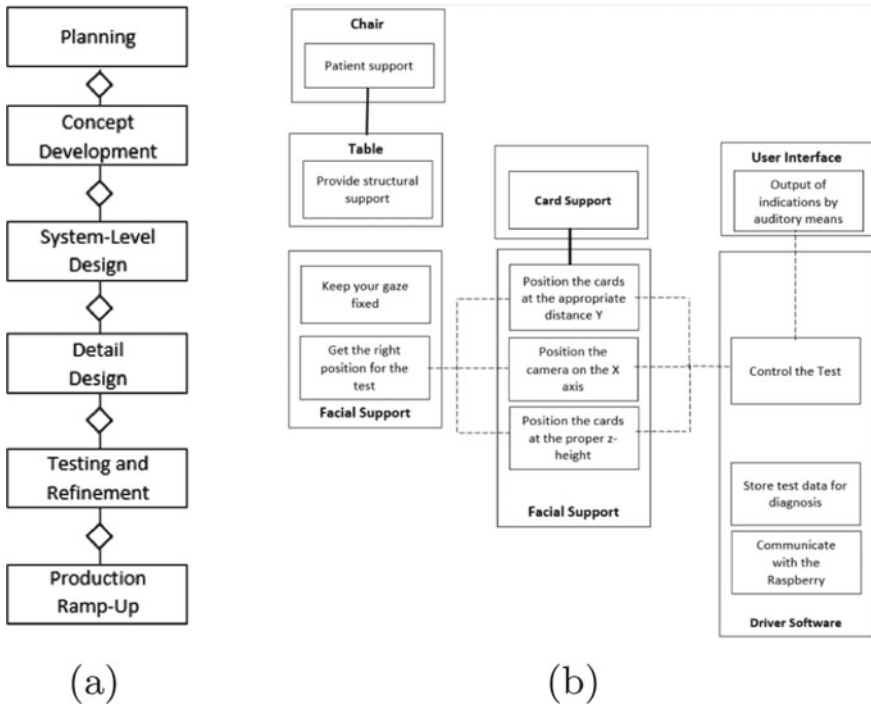 Planning
Concept
Development
System-Level
Design
Detail
Design
Testing and
Refinement
Production
Ramp-Up
(a)
Chair
Patient support
Table
Provide structural
support
Keep your gaze
fixed
Get the right
position for the
test
Facial Support
Card Support
Position the cards
at the appropriate
distance Y
Position the
camera on the X
axis
Position the cards
at the proper z-
height
Facial Support
User Interface
Output of
indications by
auditory means
Control the Test
Store test data for
diagnosis
Communicate
with the
Raspberry
Driver Software
(b)